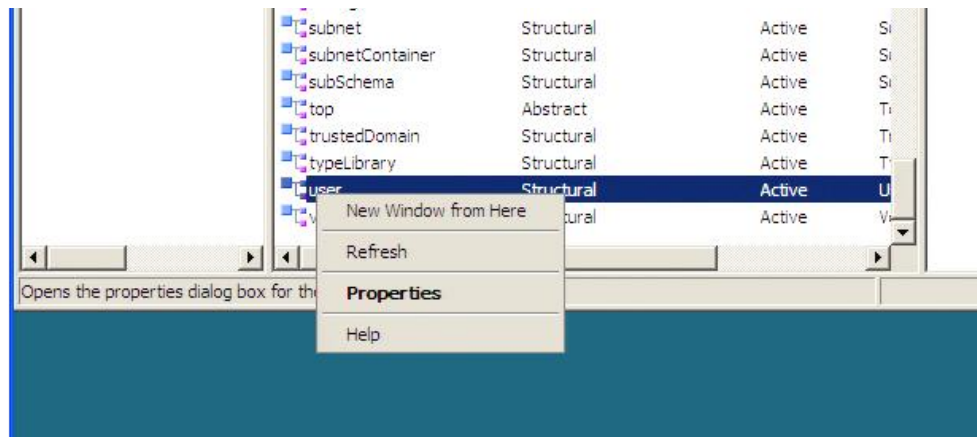 subnet Structural Active
subnetContainer Structural Active
subSchema Structural Active
top Abstract Active
trustedDomain Structural Active
typeLibrary Structural Active
user Structural Active U
Active
New Window from Here
Refresh
Properties
Help
Opens the properties dialog box for